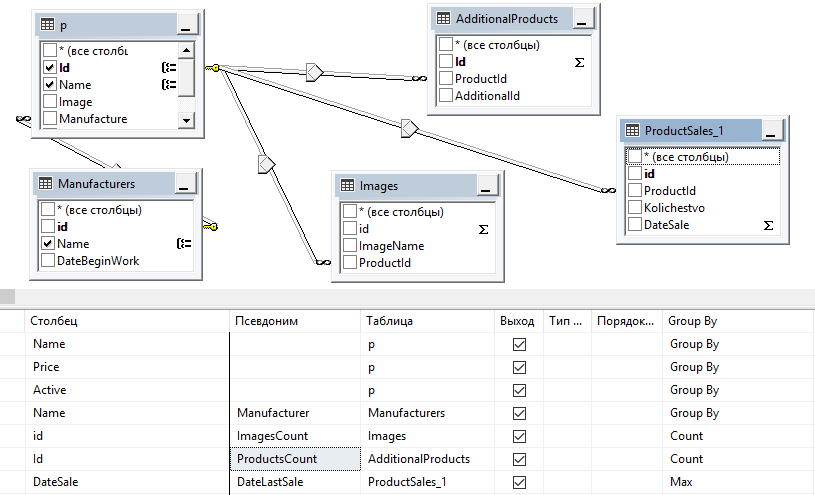 p
* (все столбц
Id
Name
Image
Manufacture
AdditionalProducts
* (все столбцы)
Id
ProductId
AdditionalId
ProductSales_1
* (все столбцы)
id
ProductId
Kolichestvo
DateSale
Manufacturers
* (все столбцы)
id
Name
DateBeginWork
Images
* (все столбцы)
id
ImageName
ProductId
Столбец Псевдоним Таблица Выход Тип ... Порядок... Group By
Name p Group By
Price p Group By
Active p Group By
Name Manufacturer Manufacturers Group By
id ImagesCount Images Count
Id ProductsCount AdditionalProducts Count
DateSale DateLastSale ProductSales_1 Max